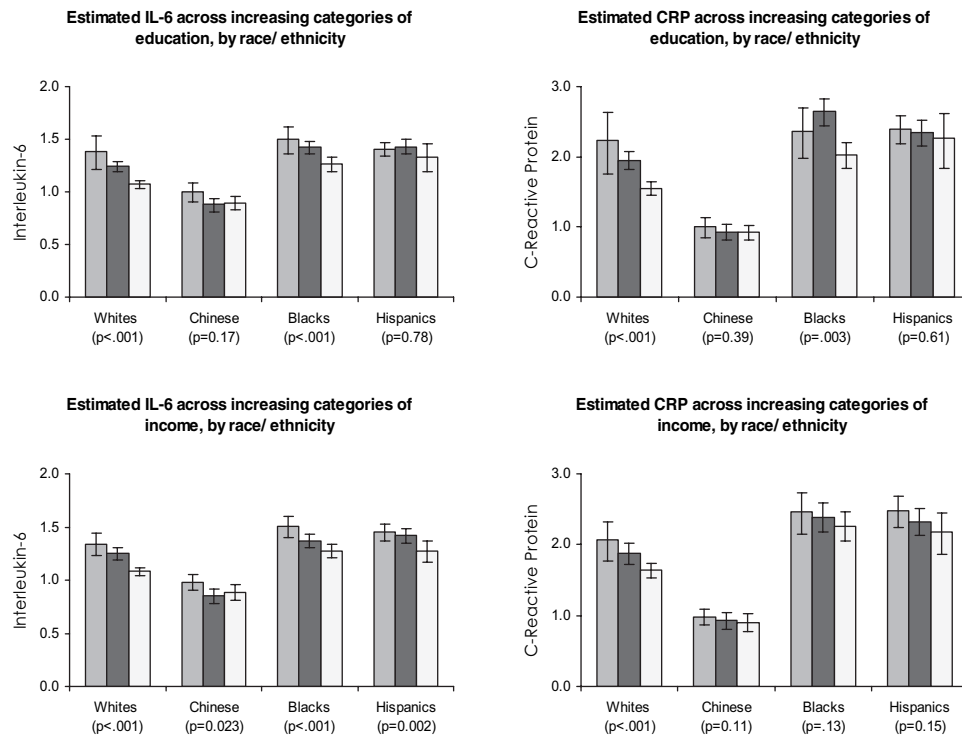 Estimated IL-6 across increasing categories of
education, by race/ ethnicity
2.0
1.5
1.0
0.5
0.0
Interleukin-6
Whites
(p<.001)
Chinese
(p=0.17)
Blacks
(p<.001)
Hispanics
(p=0.78)
Estimated CRP across increasing categories of
education, by race/ ethnicity
3.0
2.0
1.0
0.0
C-Reactive Protein
Whites
(p<.001)
Chinese
(p=0.39)
Blacks
(p=.003)
Hispanics
(p=0.61)
Estimated IL-6 across increasing categories of
income, by race/ ethnicity
2.0
1.5
1.0
0.5
0.0
Interleukin-6
Whites
(p<.001)
Chinese
(p=0.023)
Blacks
(p<.001)
Hispanics
(p=0.002)
Estimated CRP across increasing categories of
income, by race/ ethnicity
3.0
2.0
1.0
0.0
C-Reactive Protein
Whites
(p<.001)
Chinese
(p=0.11)
Blacks
(p=.13)
Hispanics
(p=0.15)